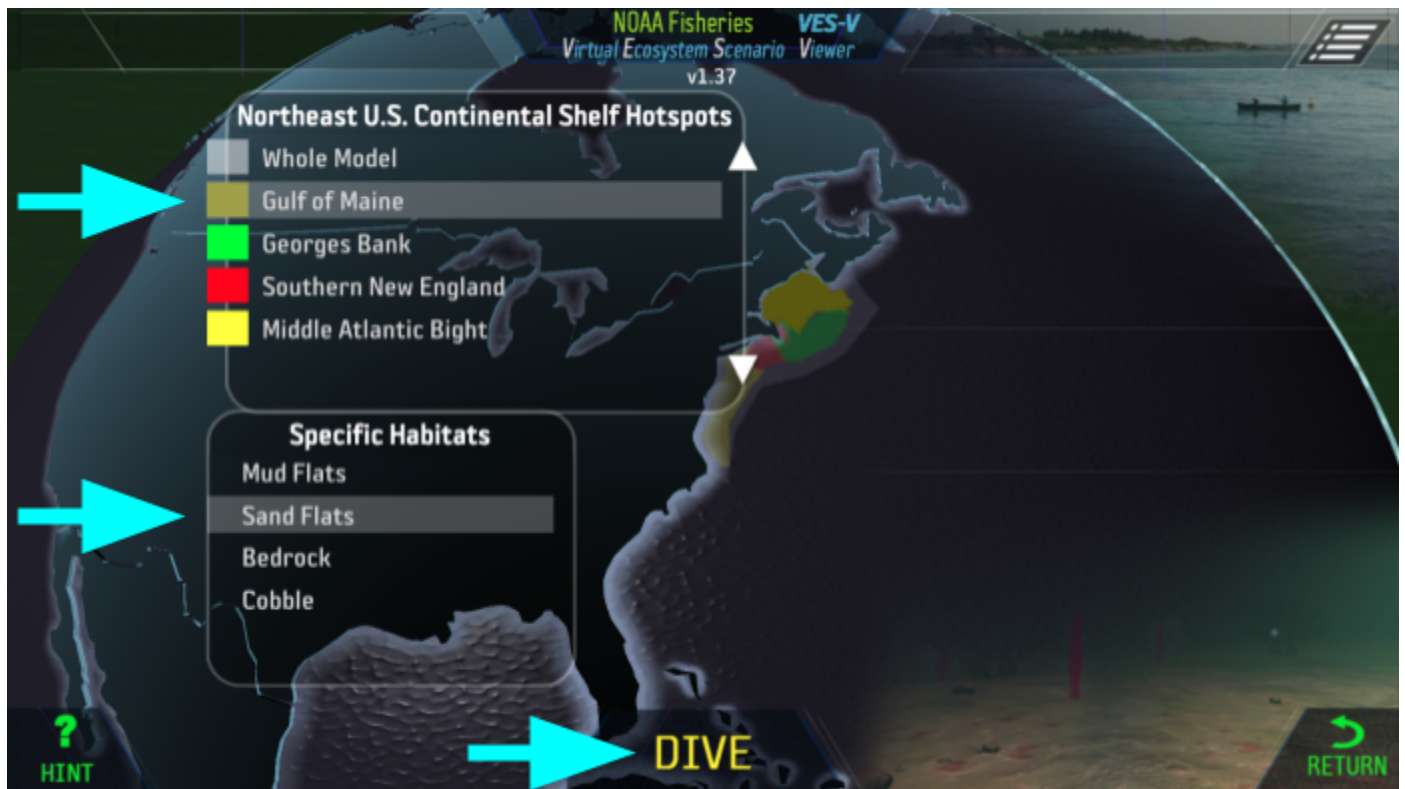 NOAA Fisheries VES-V
Virtual Ecosystem Scenario Viewer
v1.37
Northeast U.S. Continental Shelf Hotspots
Whole Model
Gulf of Maine
Georges Bank
Southern New England
Middle Atlantic Bight
Specific Habitats
Mud Flats
Sand Flats
Bedrock
Cobble
?
HINT
DIVE
RETURN